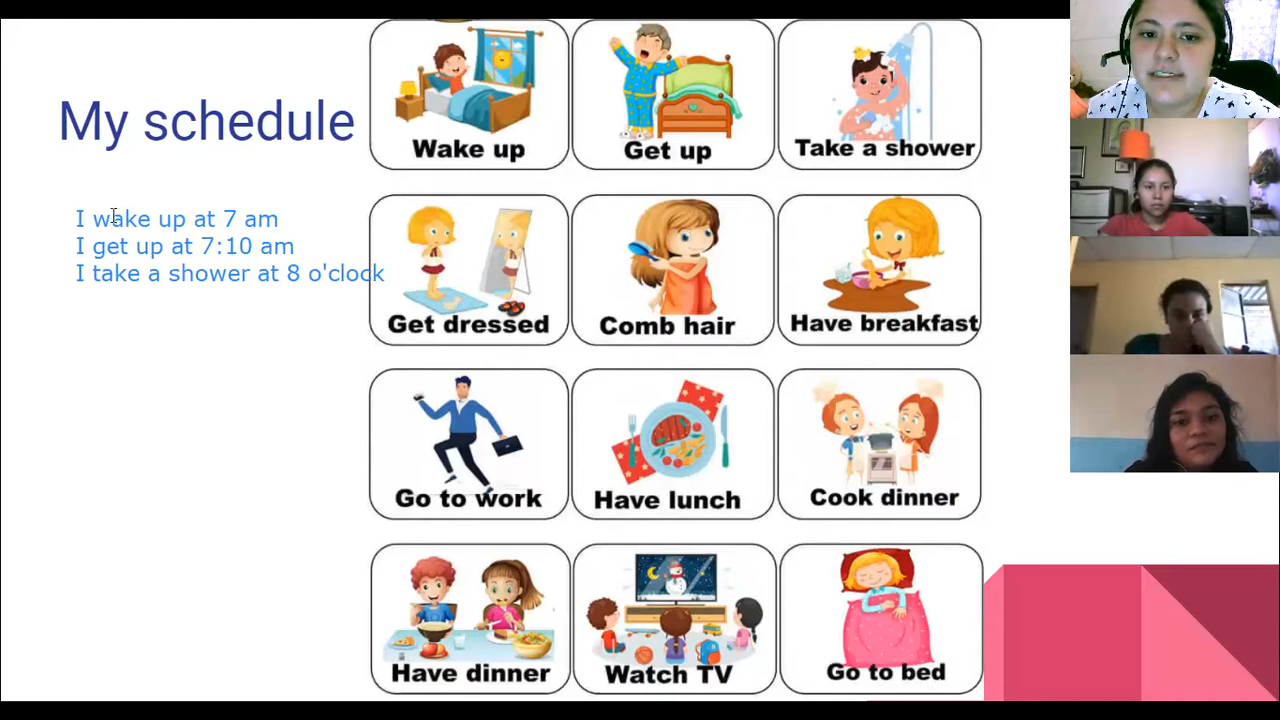 My schedule
I wake up at 7 am
I get up at 7:10 am
I take a shower at 8 o'clock
Wake up
Get up
Take a shower
Get dressed
Comb hair
Have breakfast
Go to work
Have lunch
Cook dinner
Have dinner
Watch TV
Go to bed